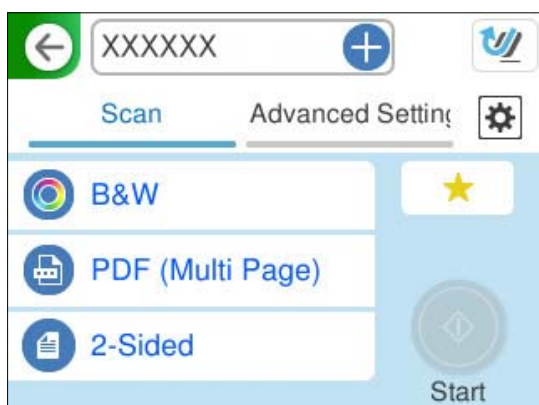 XXXXXX
Scan
Advanced Setting
B&W
PDF (Multi Page)
2-Sided
Start